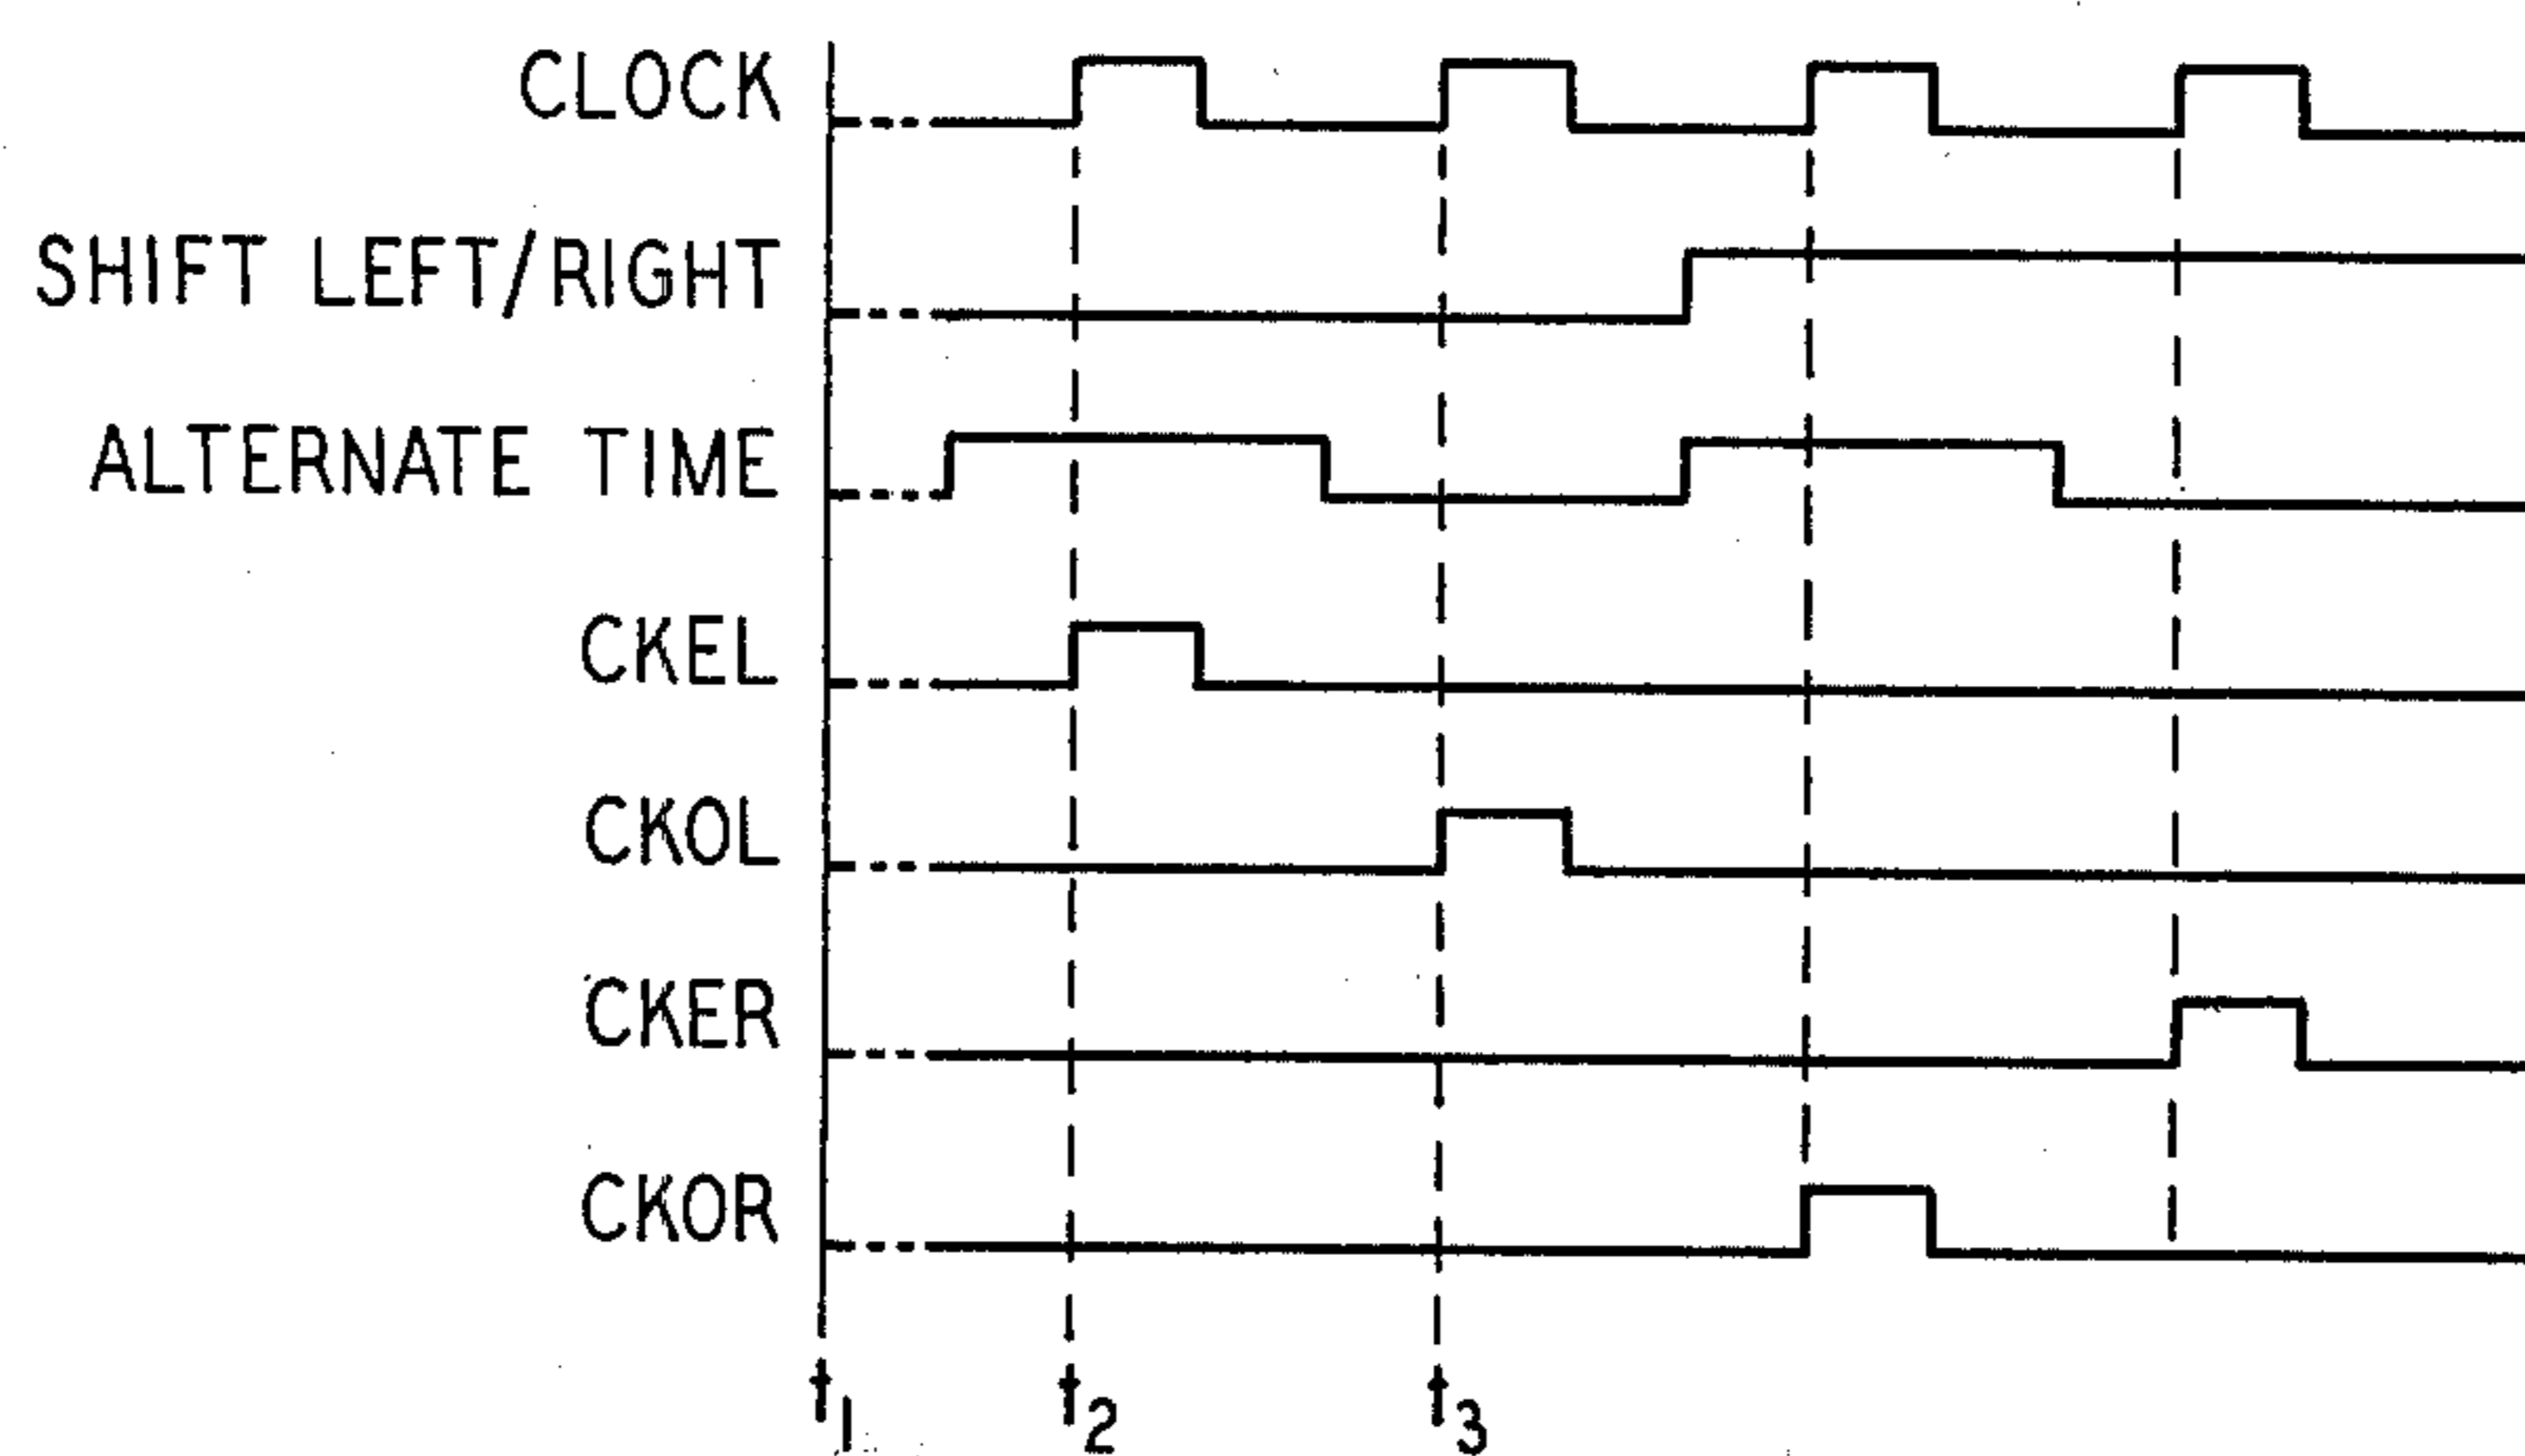 CLOCK
SHIFT LEFT/RIGHT
ALTERNATE TIME
CKEL
CKOL
CKER
CKOR
t1 t2 t3